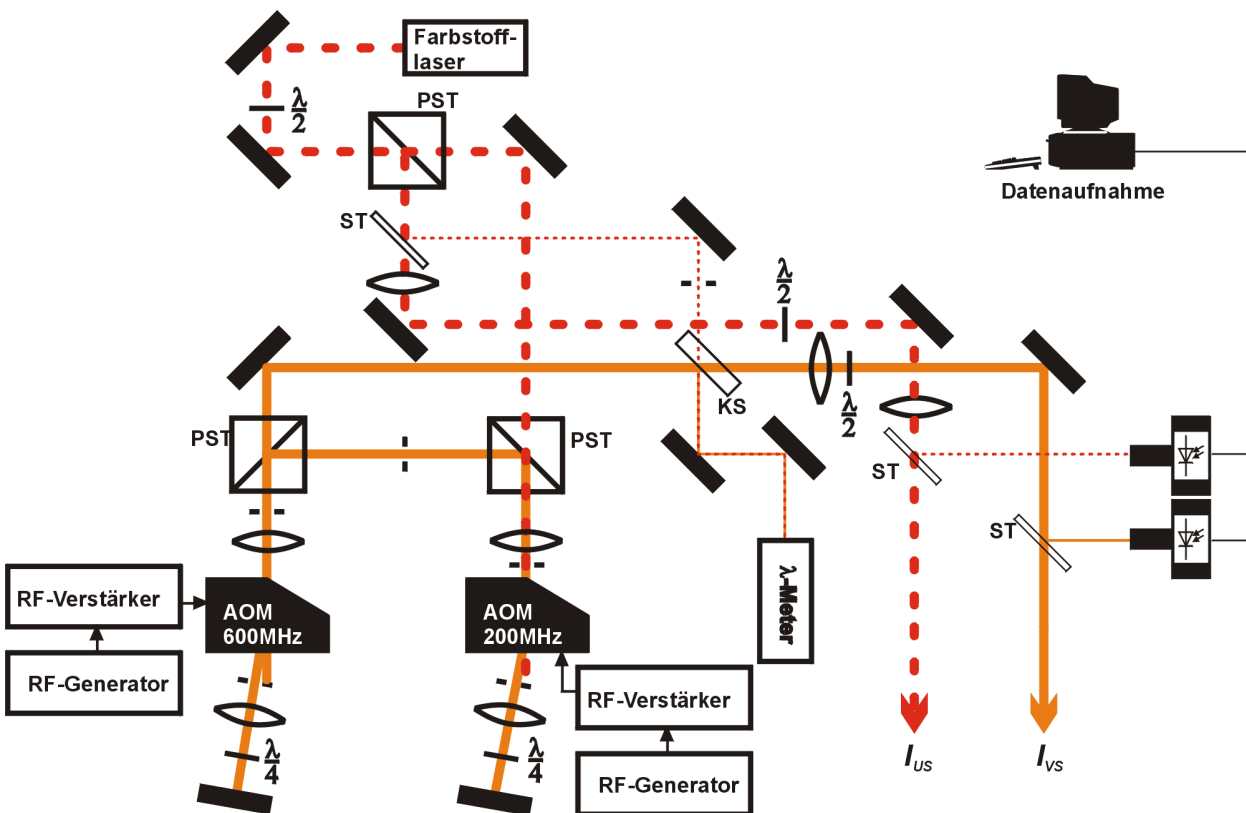 Farbstoff-
laser
PST
λ/2
ST
Datenaufnahme
λ/2
KS
λ/2
PST
PST
ST
ST
λ-Meter
RF-Verstärker
AOM
600MHz
AOM
200MHz
RF-Generator
RF-Verstärker
λ/4
λ/4
RF-Generator
I_US
I_VS